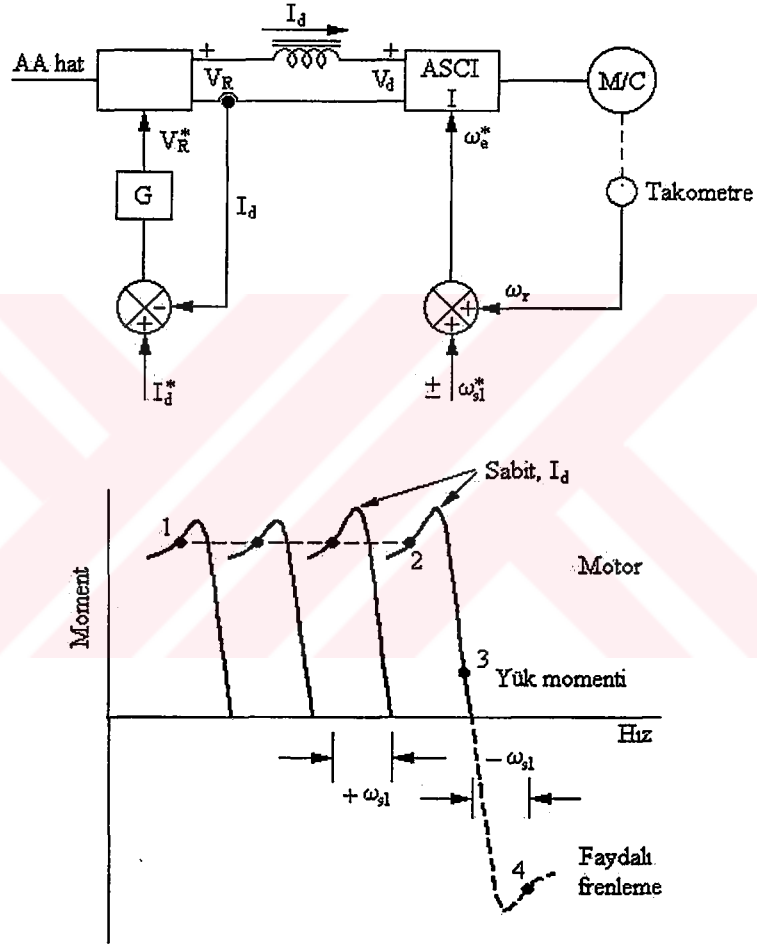 I_d
AA hat
+
+
V_R
V_d
ASCI
I
M/C
V_R^*
ω_e^*
G
I_d
Takometre
-
+
ω_r
+
+
I_d^*
± ω_sl^*
Sabit, I_d
1
2
Motor
Moment
3
Yük momenti
Hız
+ ω_sl
- ω_sl
4
Faydalı
frenleme